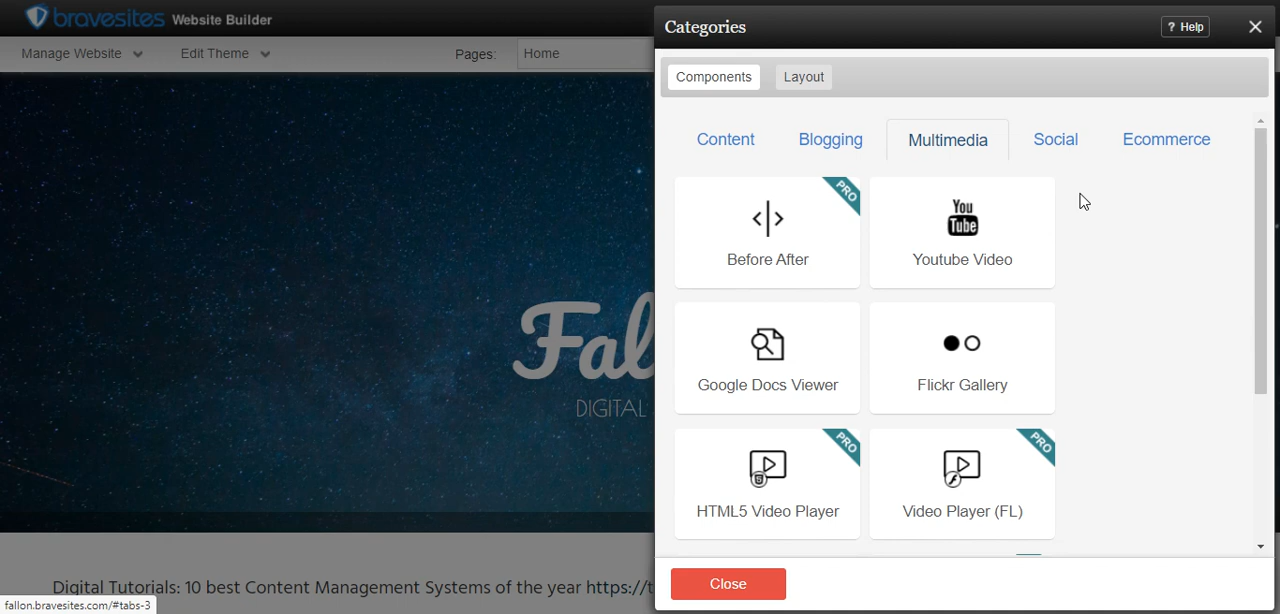 bravesites Website Builder
Categories
? Help
Manage Website
Edit Theme
Pages:
Home
Components
Layout
Content
Blogging
Multimedia
Social
Ecommerce
PRO
Before After
You
Tube
Youtube Video
Google Docs Viewer
Flickr Gallery
PRO
HTML5 Video Player
PRO
Video Player (FL)
Fal
DIGITAL
Close
Digital Tutorials: 10 best Content Management Systems of the year https://t
fallon.bravesites.com/#tabs-3